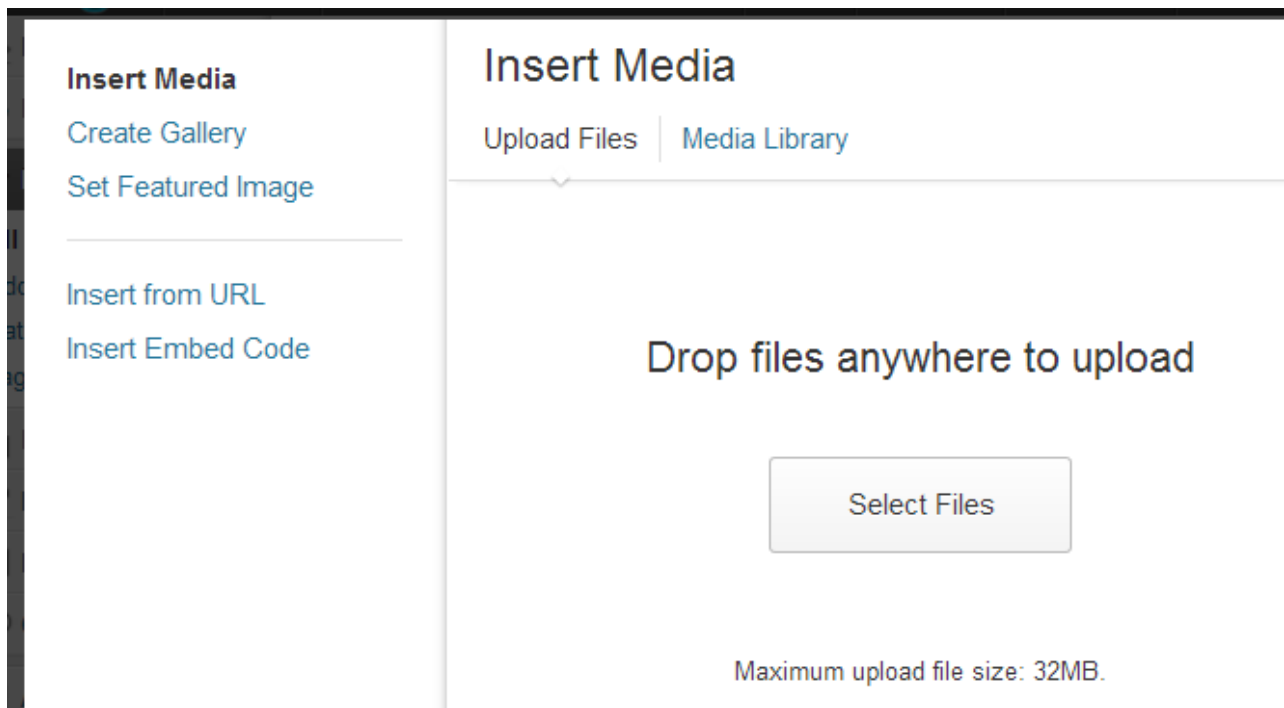 Insert Media
Create Gallery
Set Featured Image
Insert from URL
Insert Embed Code
Insert Media
Upload Files
Media Library
Drop files anywhere to upload
Select Files
Maximum upload file size: 32MB.